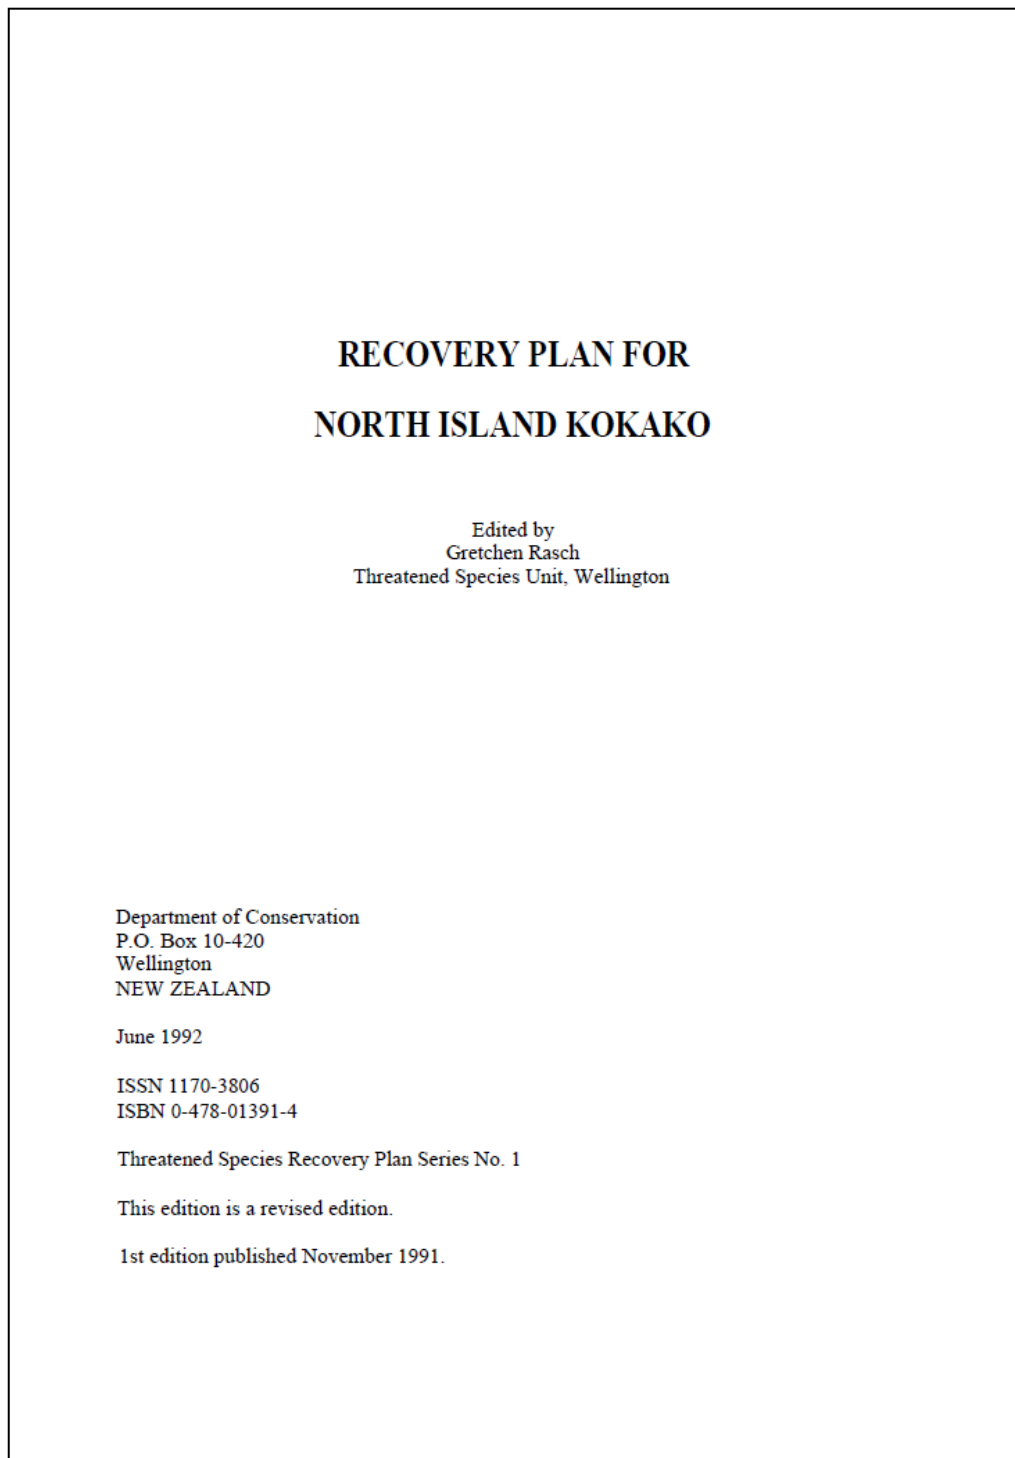 RECOVERY PLAN FOR
NORTH ISLAND KOKAKO
Edited by
Gretchen Rasch
Threatened Species Unit, Wellington
Department of Conservation
P.O. Box 10-420
Wellington
NEW ZEALAND
June 1992
ISSN 1170-3806
ISBN 0-478-01391-4
Threatened Species Recovery Plan Series No. 1
This edition is a revised edition.
1st edition published November 1991.